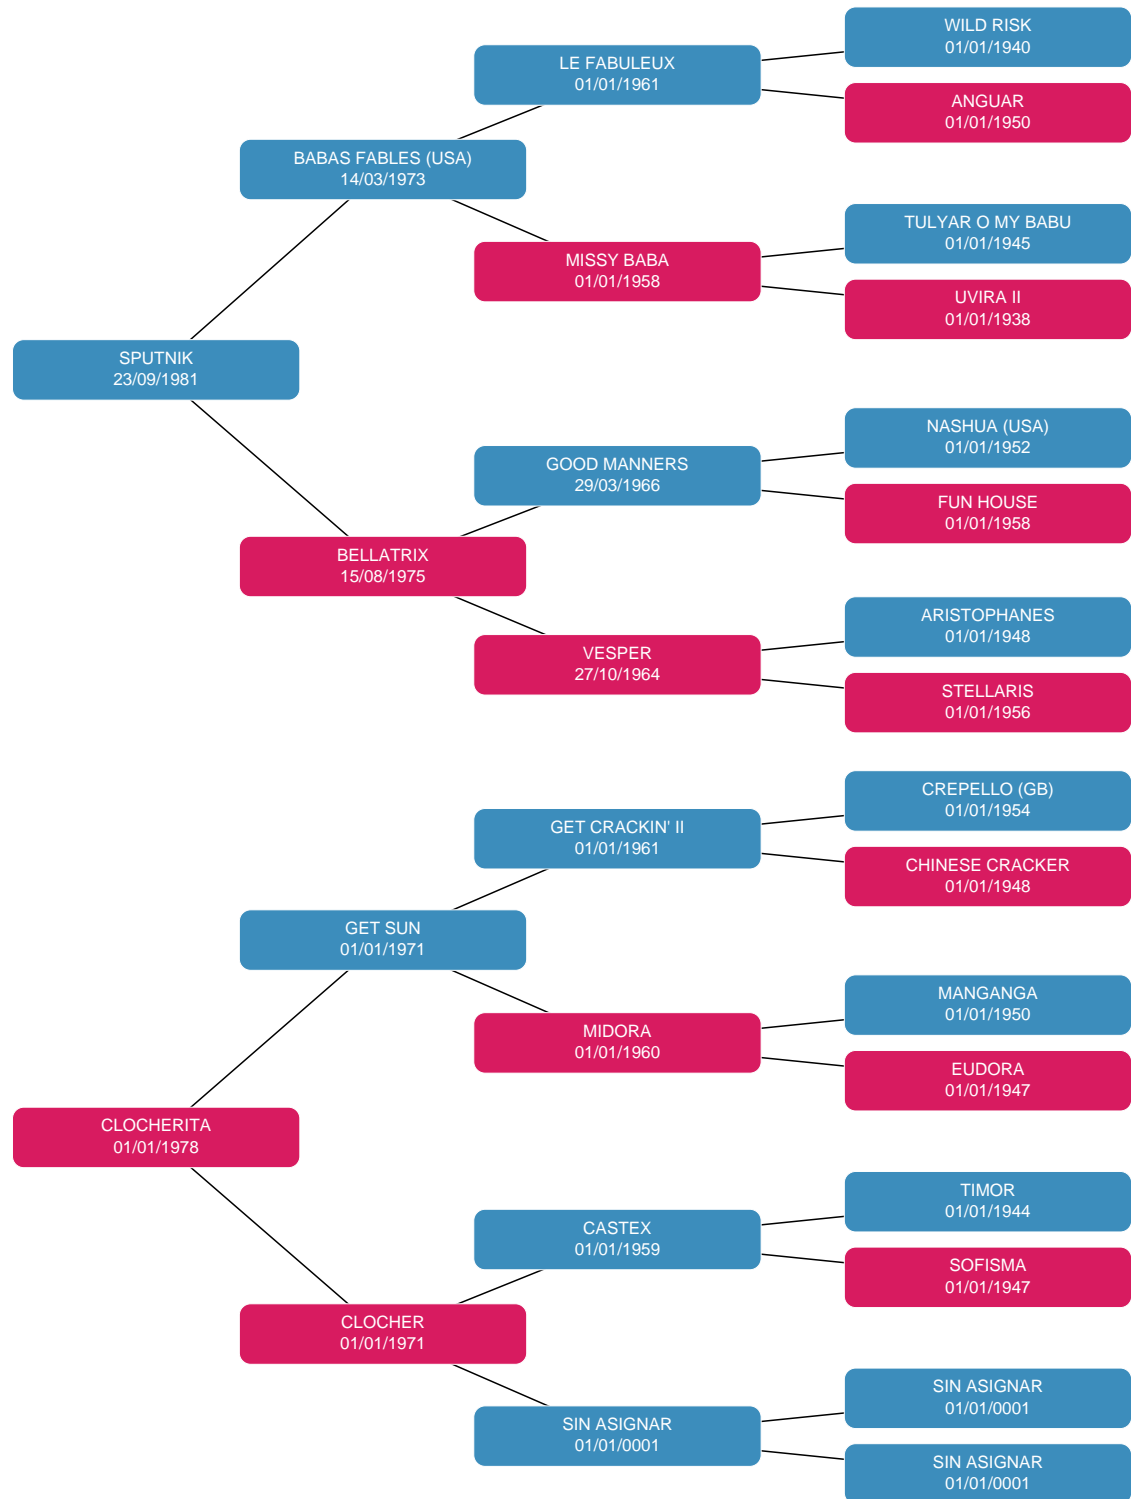 WILD RISK
01/01/1940
LE FABULEUX
01/01/1961
ANGUAR
01/01/1950
BABAS FABLES (USA)
14/03/1973
TULYAR O MY BABU
01/01/1945
MISSY BABA
01/01/1958
UVIRA II
01/01/1938
SPUTNIK
23/09/1981
NASHUA (USA)
01/01/1952
GOOD MANNERS
29/03/1966
FUN HOUSE
01/01/1958
BELLATRIX
15/08/1975
ARISTOPHANES
01/01/1948
VESPER
27/10/1964
STELLARIS
01/01/1956
CREPELLO (GB)
01/01/1954
GET CRACKIN' II
01/01/1961
CHINESE CRACKER
01/01/1948
GET SUN
01/01/1971
MANGANGA
01/01/1950
MIDORA
01/01/1960
EUDORA
01/01/1947
CLOCHERITA
01/01/1978
TIMOR
01/01/1944
CASTEX
01/01/1959
SOFISMA
01/01/1947
CLOCHER
01/01/1971
SIN ASIGNAR
01/01/0001
SIN ASIGNAR
01/01/0001
SIN ASIGNAR
01/01/0001